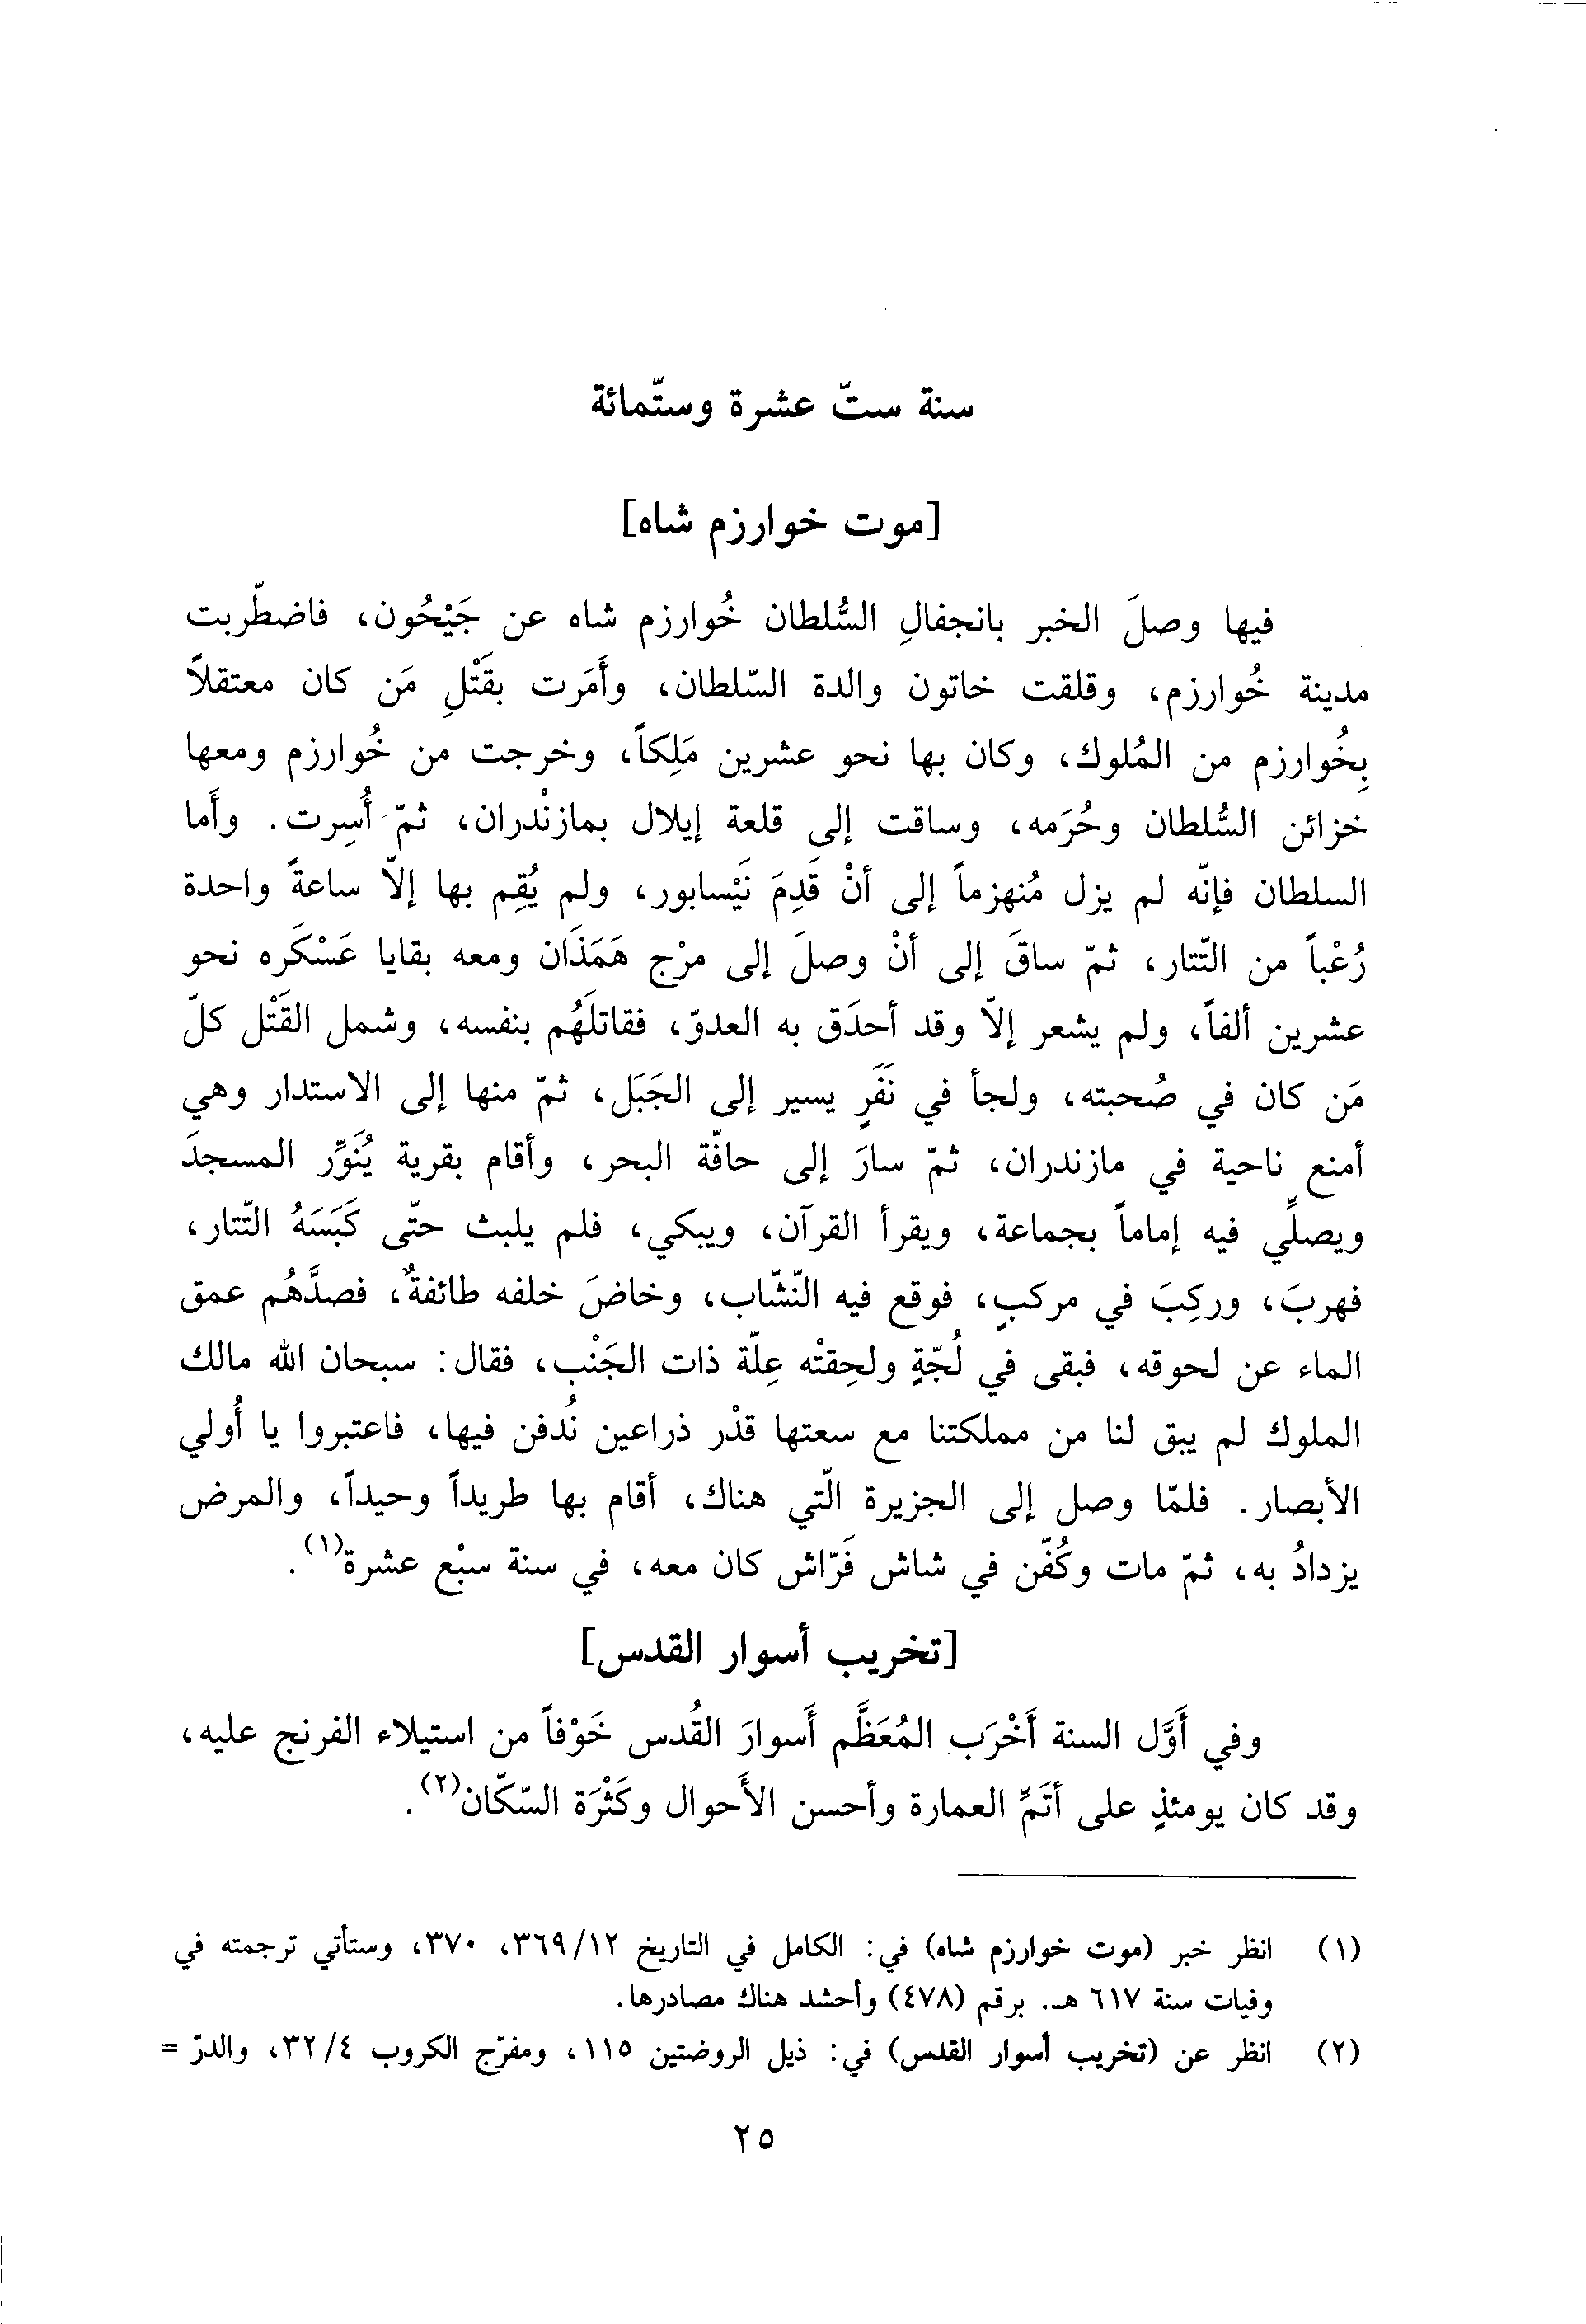 سنة ستّ عشرة وستّمائة
[موت خوارزم شاه]
فيها وصلَ الخبر بانجفالِ السُّلطان خُوارزم شاه عن جَيْحُون، فاضطّربت
مدينة خُوارزم، وقلقت خاتون والدة السّلطان، وأَمَرت بقَتْلِ مَن كان معتقلاً
بِخُوارزم من المُلوك، وكان بها نحو عشرين مَلِكاً، وخرجت من خُوارزم ومعها
خزائن السُّلطان وحُرَمه، وساقت إلى قلعة إيلال بمازنْدران، ثمّ أُسِرت. وأما
السلطان فإنّه لم يزل مُنهزماً إلى أنْ قَدِمَ نَيْسابور، ولم يُقِم بها إلاّ ساعةً واحدة
رُعْباً من التّتار، ثمّ ساقَ إلى أنْ وصلَ إلى مرْج هَمَذَان ومعه بقايا عَسْكَره نحو
عشرين ألفاً، ولم يشعر إلاّ وقد أحدَق به العدوّ، فقاتلَهُم بنفسه، وشمل القَتْل كلّ
مَن كان في صُحبته، ولجأ في نَفَرٍ يسير إلى الجَبَل، ثمّ منها إلى الاستدار وهي
أمنع ناحية في مازندران، ثمّ سارَ إلى حافّة البحر، وأقام بقرية يُنَوِّر المسجدَ
ويصلِّي فيه إماماً بجماعة، ويقرأ القرآن، ويبكي، فلم يلبث حتّى كَبَسَهُ التّتار،
فهربَ، وركِبَ في مركبٍ، فوقع فيه النّشّاب، وخاضَ خلفه طائفةٌ، فصدَّهُم عمق
الماء عن لحوقه، فبقى في لُجّةٍ ولحِقتْه عِلّة ذات الجَنْب، فقال: سبحان الله مالك
الملوك لم يبق لنا من مملكتنا مع سعتها قدْر ذراعين نُدفن فيها، فاعتبروا يا أُولي
الأبصار. فلمّا وصل إلى الجزيرة الّتي هناك، أقام بها طريداً وحيداً، والمرض
يزدادُ به، ثمّ مات وكُفّن في شاش فَرّاش كان معه، في سنة سبْع عشرة(١).
[تخريب أسوار القدس]
وفي أَوَّل السنة أَخْرَب المُعَظَّم أَسوارَ القُدس خَوْفاً من استيلاء الفرنج عليه،
وقد كان يومئذٍ على أتَمِّ العمارة وأحسن الأَحوال وكَثْرَة السّكّان(٢).
(١) انظر خبر (موت خوارزم شاه) في: الكامل في التاريخ ٣٦٩/١٢، ٣٧٠، وستأتي ترجمته في
وفيات سنة ٦١٧ هـ. برقم (٤٧٨) وأحشد هناك مصادرها.
(٢) انظر عن (تخريب أسوار القدس) في: ذيل الروضتين ١١٥، ومفرّج الكروب ٣٢/٤، والدرّ =
٢٥